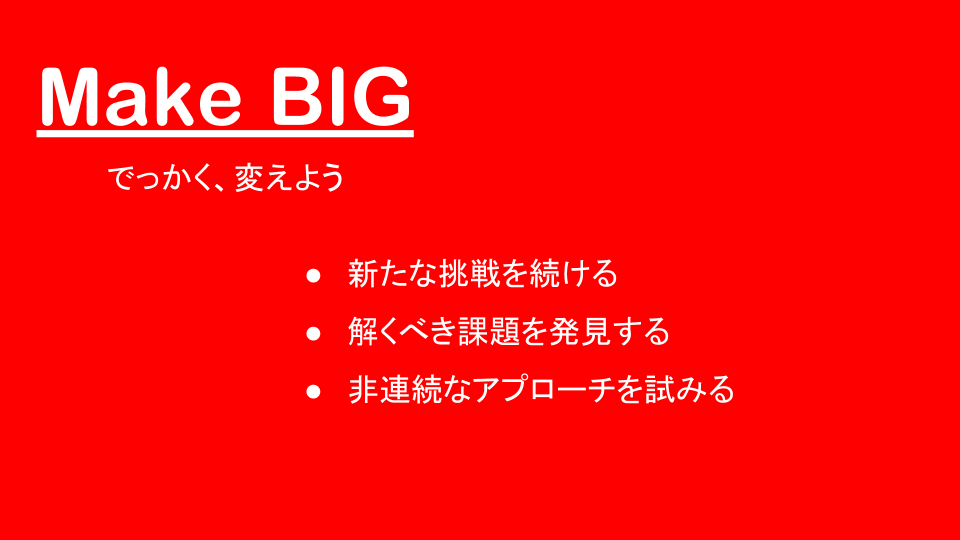 Make BIG
でっかく、変えよう
● 新たな挑戦を続ける
● 解くべき課題を発見する
● 非連続なアプローチを試みる